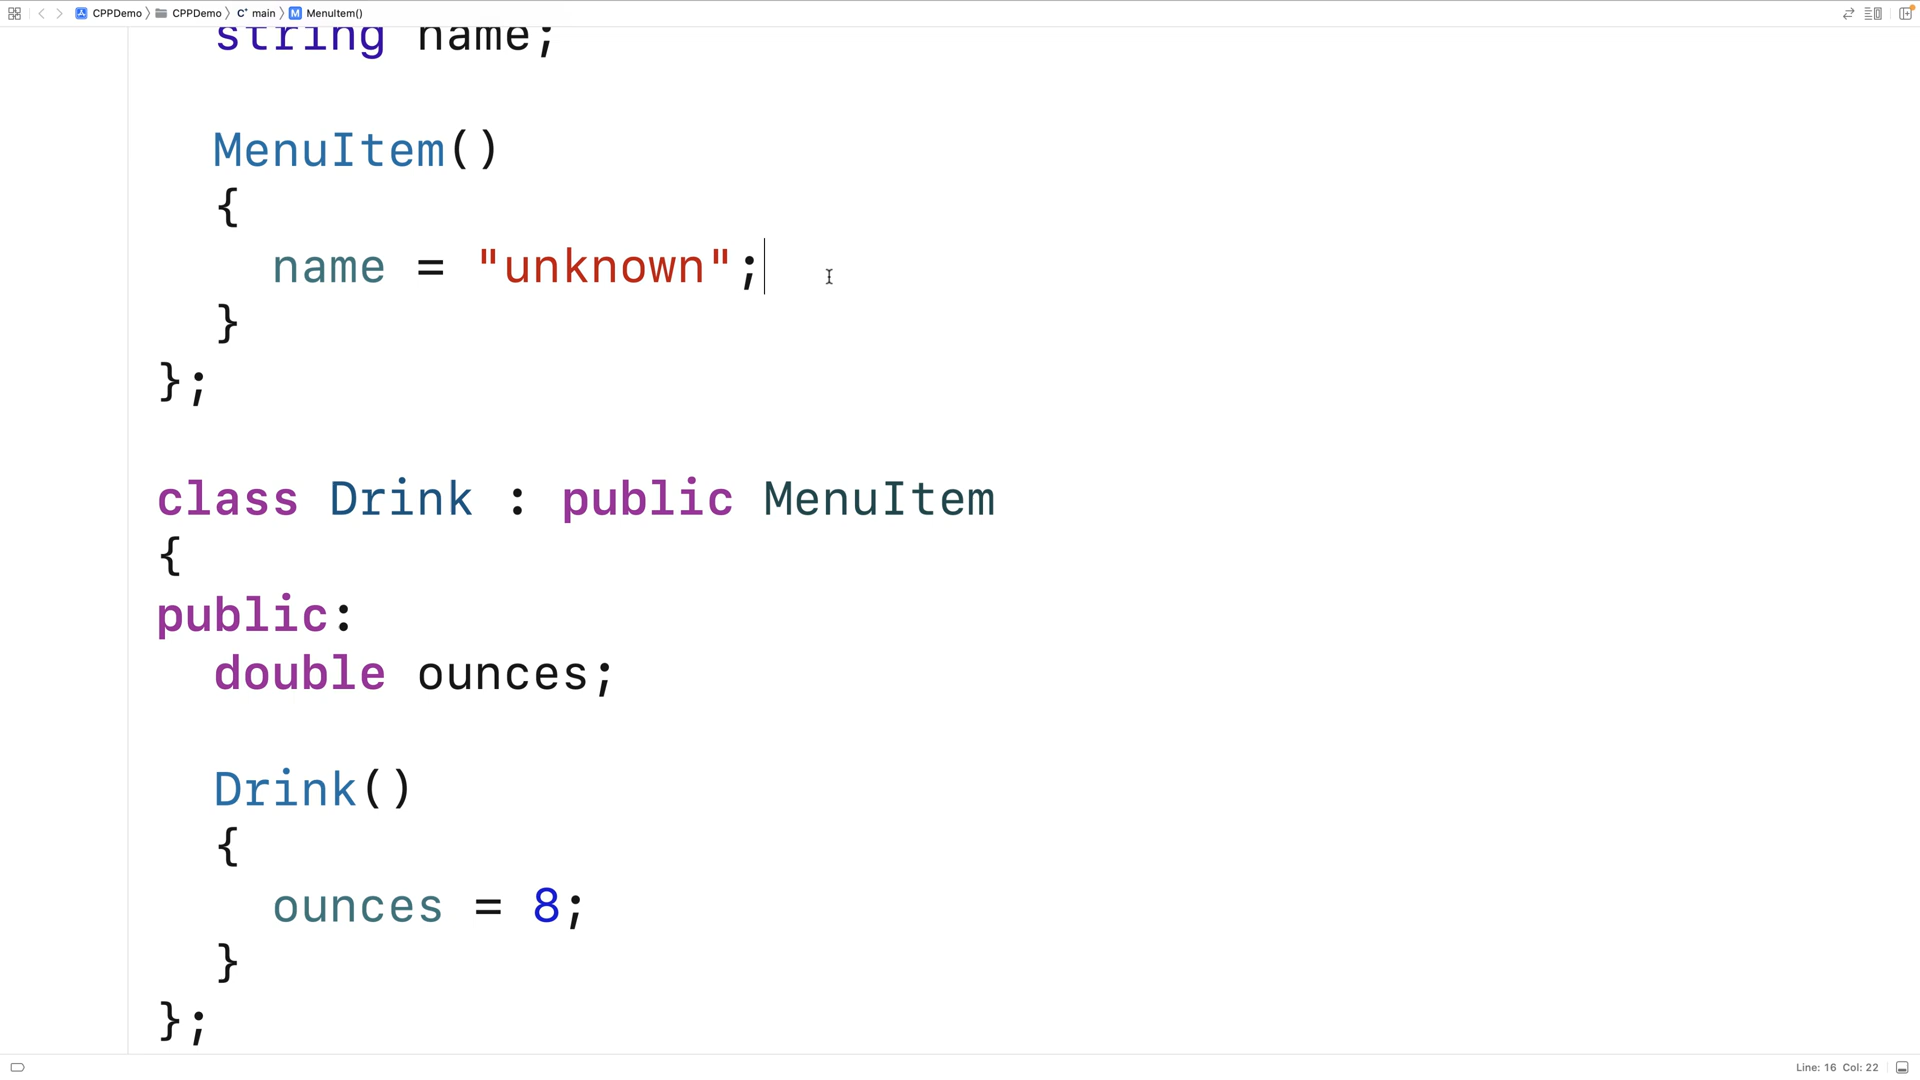 CPPDemo 〉 CPPDemo 〉 C+ main 〉 M MenuItem()
string name;
MenuItem()
{
name = "unknown";
}
};
class Drink : public MenuItem
{
public:
double ounces;
Drink()
{
ounces = 8;
}
};
Line: 16 Col: 22